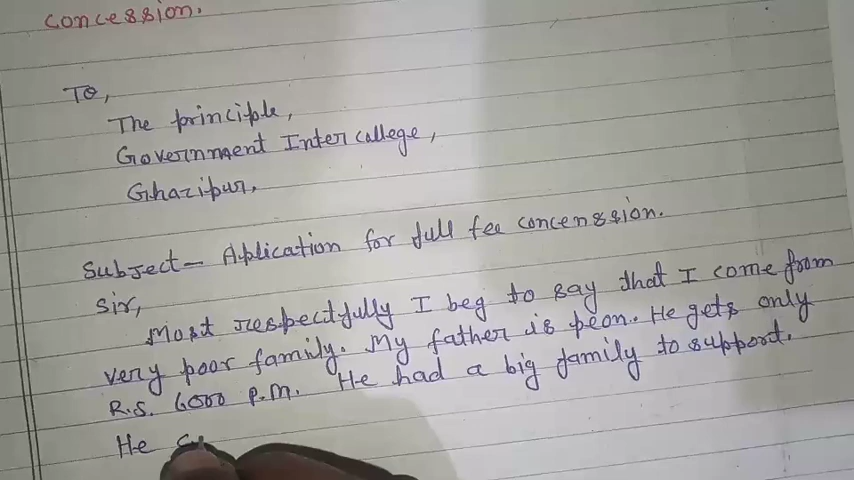 concession.
To,
The principle,
Government Inter college,
Ghazipur.
Subject- Application for full fee concenssion.
Sir,
Most respectfully I beg to say that I come from
very poor family. My father is peon. He gets only
R.S. 6000 P.M. He had a big family to support.
He